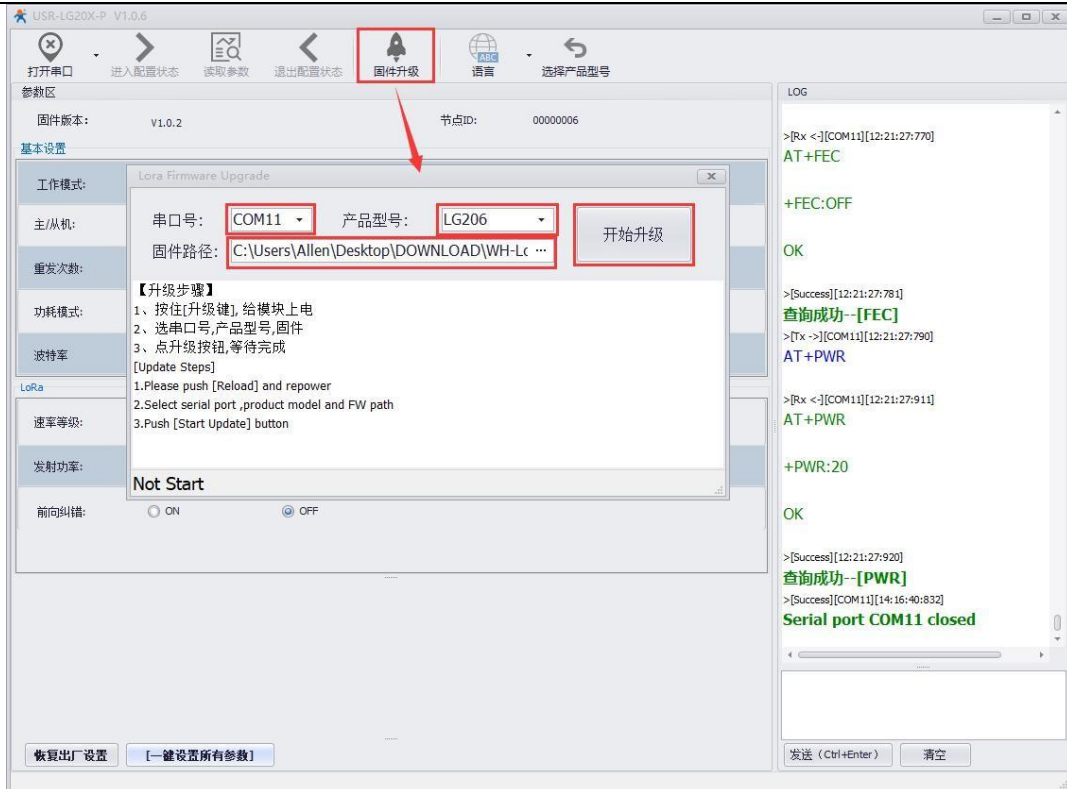 USR-LG20X-P V1.0.6
打开串口 进入配置状态 读取参数 退出配置状态 固件升级 语言 选择产品型号
ABC
参数区
固件版本: V1.0.2 节点ID: 00000006
基本设置
工作模式:
主/从机:
重发次数:
功耗模式:
波特率
LoRa
速率等级:
发射功率:
前向纠错: ON OFF
恢复出厂设置 [一键设置所有参数]
Lora Firmware Upgrade
串口号: COM11 产品型号: LG206 开始升级
固件路径: C:\Users\Allen\Desktop\DOWNLOAD\WH-Lc ...
【升级步骤】
1、按住[升级键], 给模块上电
2、选串口号,产品型号,固件
3、点升级按钮,等待完成
[Update Steps]
1.Please push [Reload] and repower
2.Select serial port ,product model and FW path
3.Push [Start Update] button
Not Start
LOG
>[Rx <-][COM11][12:21:27:770]
AT+FEC
+FEC:OFF
OK
>[Success][12:21:27:781]
查询成功--[FEC]
>[Tx ->][COM11][12:21:27:790]
AT+PWR
>[Rx <-][COM11][12:21:27:911]
AT+PWR
+PWR:20
OK
>[Success][12:21:27:920]
查询成功--[PWR]
>[Success][COM11][14:16:40:832]
Serial port COM11 closed
发送（Ctrl+Enter） 清空